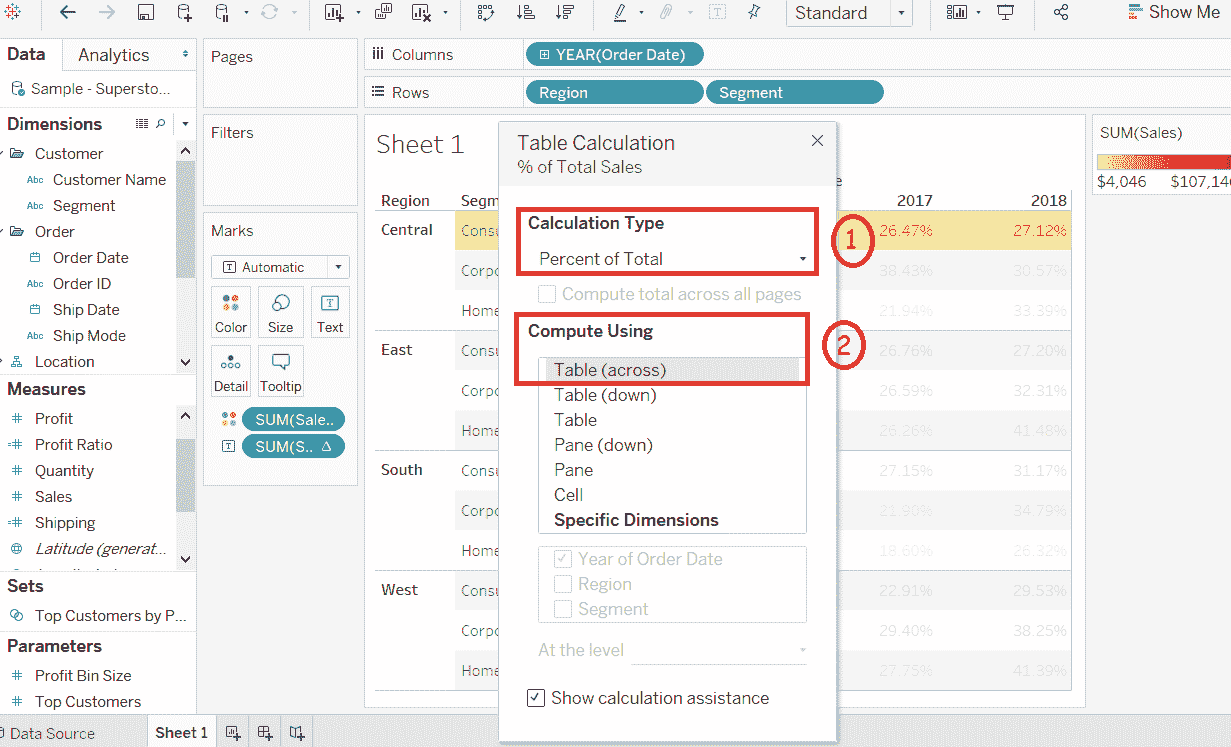 Standard
Show Me
Data
Analytics
Sample - Supersto...
Dimensions
Customer
Abc Customer Name
Abc Segment
Order
Order Date
Abc Order ID
Ship Date
Abc Ship Mode
Location
Measures
Profit
Profit Ratio
Quantity
Sales
Shipping
Latitude (generat...
Sets
Top Customers by P...
Parameters
Profit Bin Size
Top Customers
Data Source
Sheet 1
Pages
Filters
Marks
Automatic
Color
Size
Text
Detail
Tooltip
SUM(Sale..
SUM(S.. Δ
Columns
YEAR(Order Date)
Rows
Region
Segment
Sheet 1
Region
Segm
2017
2018
Central
Consu
26.47%
27.12%
Corpo
38.43%
30.57%
Home
21.94%
33.39%
East
Consu
26.76%
27.20%
Corpo
26.59%
32.31%
Home
26.26%
41.48%
South
Consu
27.15%
31.17%
Corpo
21.90%
34.79%
Home
18.60%
26.32%
West
Consu
22.91%
29.53%
Corpo
29.40%
38.25%
Home
27.75%
41.39%
Table Calculation
% of Total Sales
Calculation Type
Percent of Total
1
Compute total across all pages
Compute Using
2
Table (across)
Table (down)
Table
Pane (down)
Pane
Cell
Specific Dimensions
Year of Order Date
Region
Segment
At the level
Show calculation assistance
SUM(Sales)
$4,046
$107,146